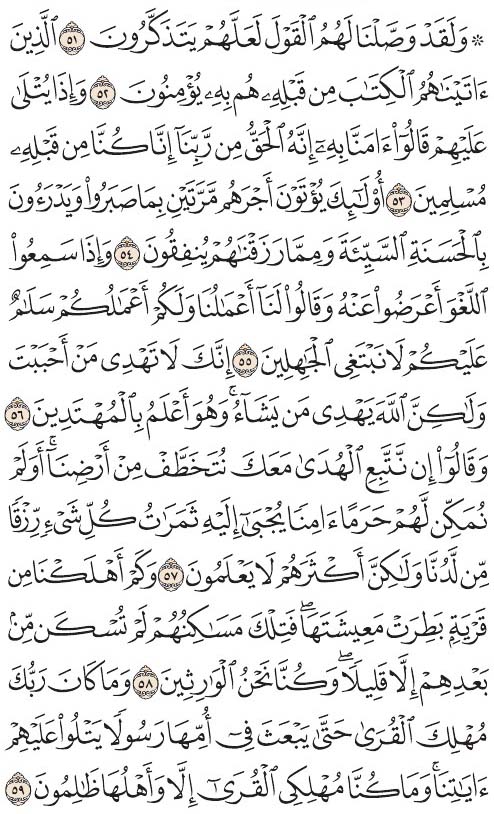 ۞ وَلَقَدْ وَصَّلْنَا لَهُمُ ٱلْقَوْلَ لَعَلَّهُمْ يَتَذَكَّرُونَ ٥١ ٱلَّذِينَ
ءَاتَيْنَٰهُمُ ٱلْكِتَٰبَ مِن قَبْلِهِۦ هُم بِهِۦ يُؤْمِنُونَ ٥٢ وَإِذَا يُتْلَىٰ
عَلَيْهِمْ قَالُوٓا۟ ءَامَنَّا بِهِۦٓ إِنَّهُ ٱلْحَقُّ مِن رَّبِّنَآ إِنَّا كُنَّا مِن قَبْلِهِۦ
مُسْلِمِينَ ٥٣ أُو۟لَٰٓئِكَ يُؤْتَوْنَ أَجْرَهُم مَّرَّتَيْنِ بِمَا صَبَرُوا۟ وَيَدْرَءُونَ
بِٱلْحَسَنَةِ ٱلسَّيِّئَةَ وَمِمَّا رَزَقْنَٰهُمْ يُنفِقُونَ ٥٤ وَإِذَا سَمِعُوا۟
ٱللَّغْوَ أَعْرَضُوا۟ عَنْهُ وَقَالُوا۟ لَنَآ أَعْمَٰلُنَا وَلَكُمْ أَعْمَٰلُكُمْ سَلَٰمٌ
عَلَيْكُمْ لَا نَبْتَغِى ٱلْجَٰهِلِينَ ٥٥ إِنَّكَ لَا تَهْدِى مَنْ أَحْبَبْتَ
وَلَٰكِنَّ ٱللَّهَ يَهْدِى مَن يَشَآءُ ۚ وَهُوَ أَعْلَمُ بِٱلْمُهْتَدِينَ ٥٦
وَقَالُوٓا۟ إِن نَّتَّبِعِ ٱلْهُدَىٰ مَعَكَ نُتَخَطَّفْ مِنْ أَرْضِنَآ ۚ أَوَلَمْ
نُمَكِّن لَّهُمْ حَرَمًا ءَامِنًا يُجْبَىٰٓ إِلَيْهِ ثَمَرَٰتُ كُلِّ شَىْءٍ رِّزْقًا
مِّن لَّدُنَّا وَلَٰكِنَّ أَكْثَرَهُمْ لَا يَعْلَمُونَ ٥٧ وَكَمْ أَهْلَكْنَا مِن
قَرْيَةٍۭ بَطِرَتْ مَعِيشَتَهَا ۖ فَتِلْكَ مَسَٰكِنُهُمْ لَمْ تُسْكَن مِّنۢ
بَعْدِهِمْ إِلَّا قَلِيلًا ۖ وَكُنَّا نَحْنُ ٱلْوَٰرِثِينَ ٥٨ وَمَا كَانَ رَبُّكَ
مُهْلِكَ ٱلْقُرَىٰ حَتَّىٰ يَبْعَثَ فِىٓ أُمِّهَا رَسُولًا يَتْلُوا۟ عَلَيْهِمْ
ءَايَٰتِنَا ۚ وَمَا كُنَّا مُهْلِكِى ٱلْقُرَىٰٓ إِلَّا وَأَهْلُهَا ظَٰلِمُونَ ٥٩